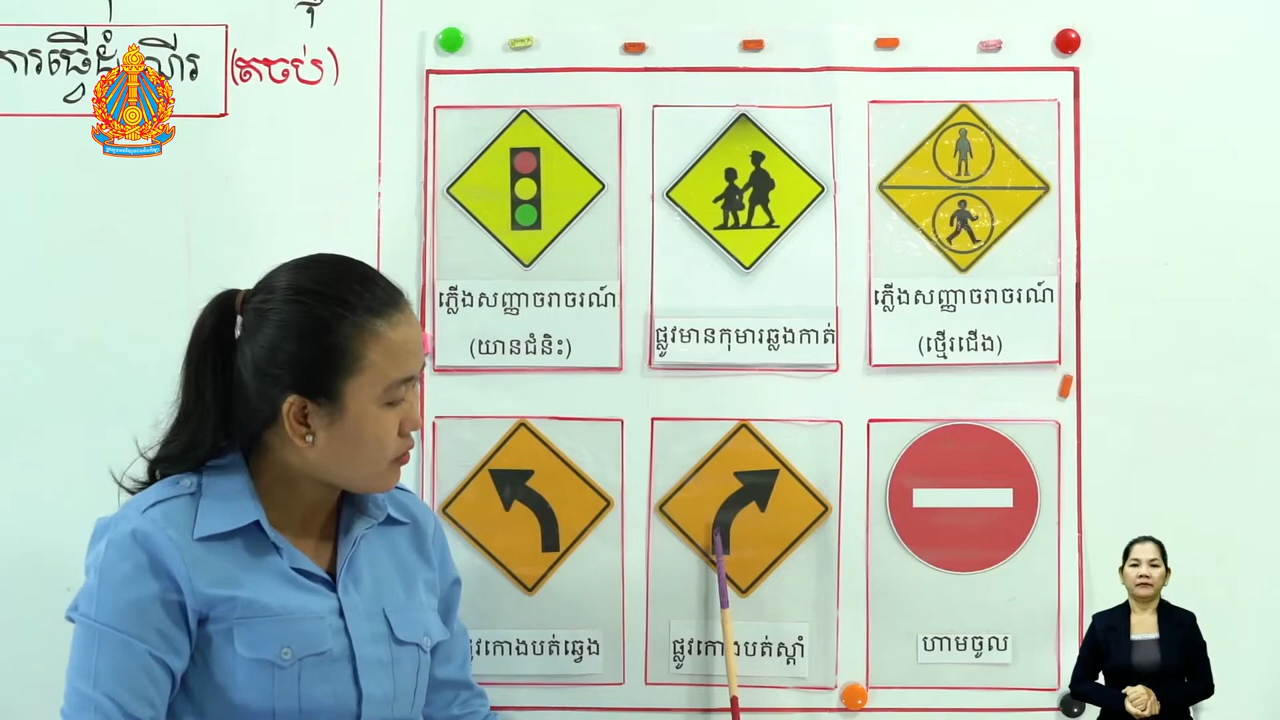 ការធ្វើដំណើរ (តចប់)
ភ្លើងសញ្ញាចរាចរណ៍
(យានជំនិះ)
ផ្លូវមានកុមារឆ្លងកាត់
ភ្លើងសញ្ញាចរាចរណ៍
(ថ្មើរជើង)
កោងបត់ឆ្វេង
ផ្លូវកោងបត់ស្តាំ
ហាមចូល